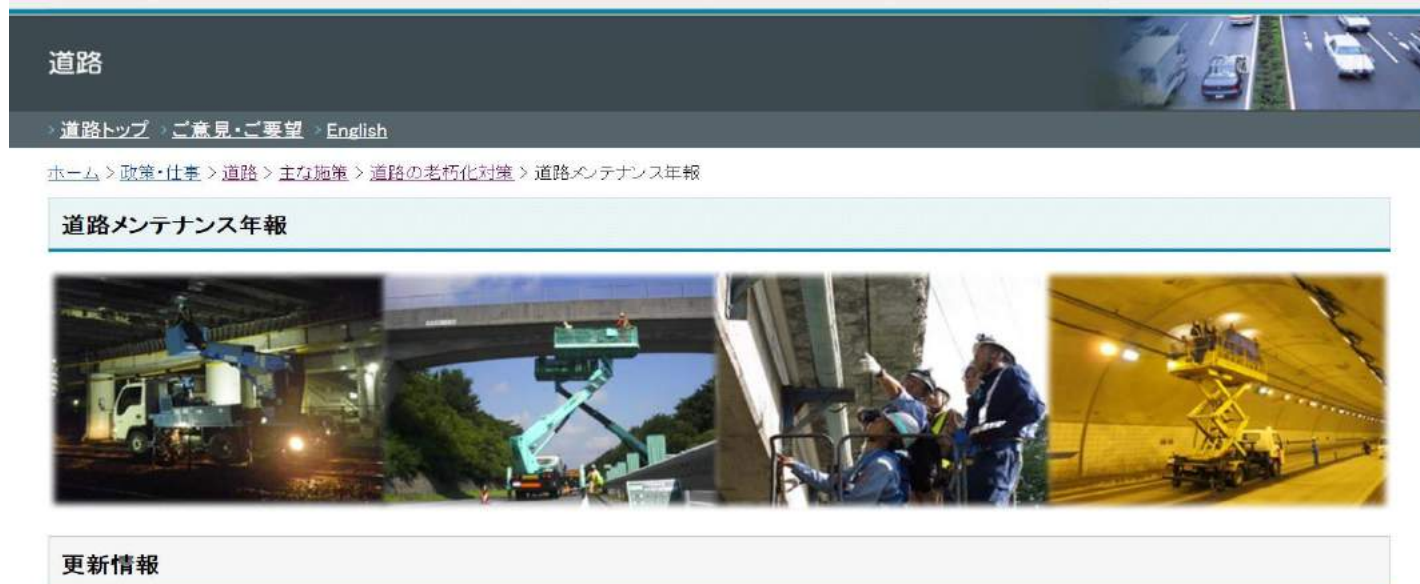 道路
› 道路トップ › ご意見・ご要望 › English
ホーム > 政策・仕事 > 道路 > 主な施策 > 道路の老朽化対策 > 道路メンテナンス年報
道路メンテナンス年報
更新情報